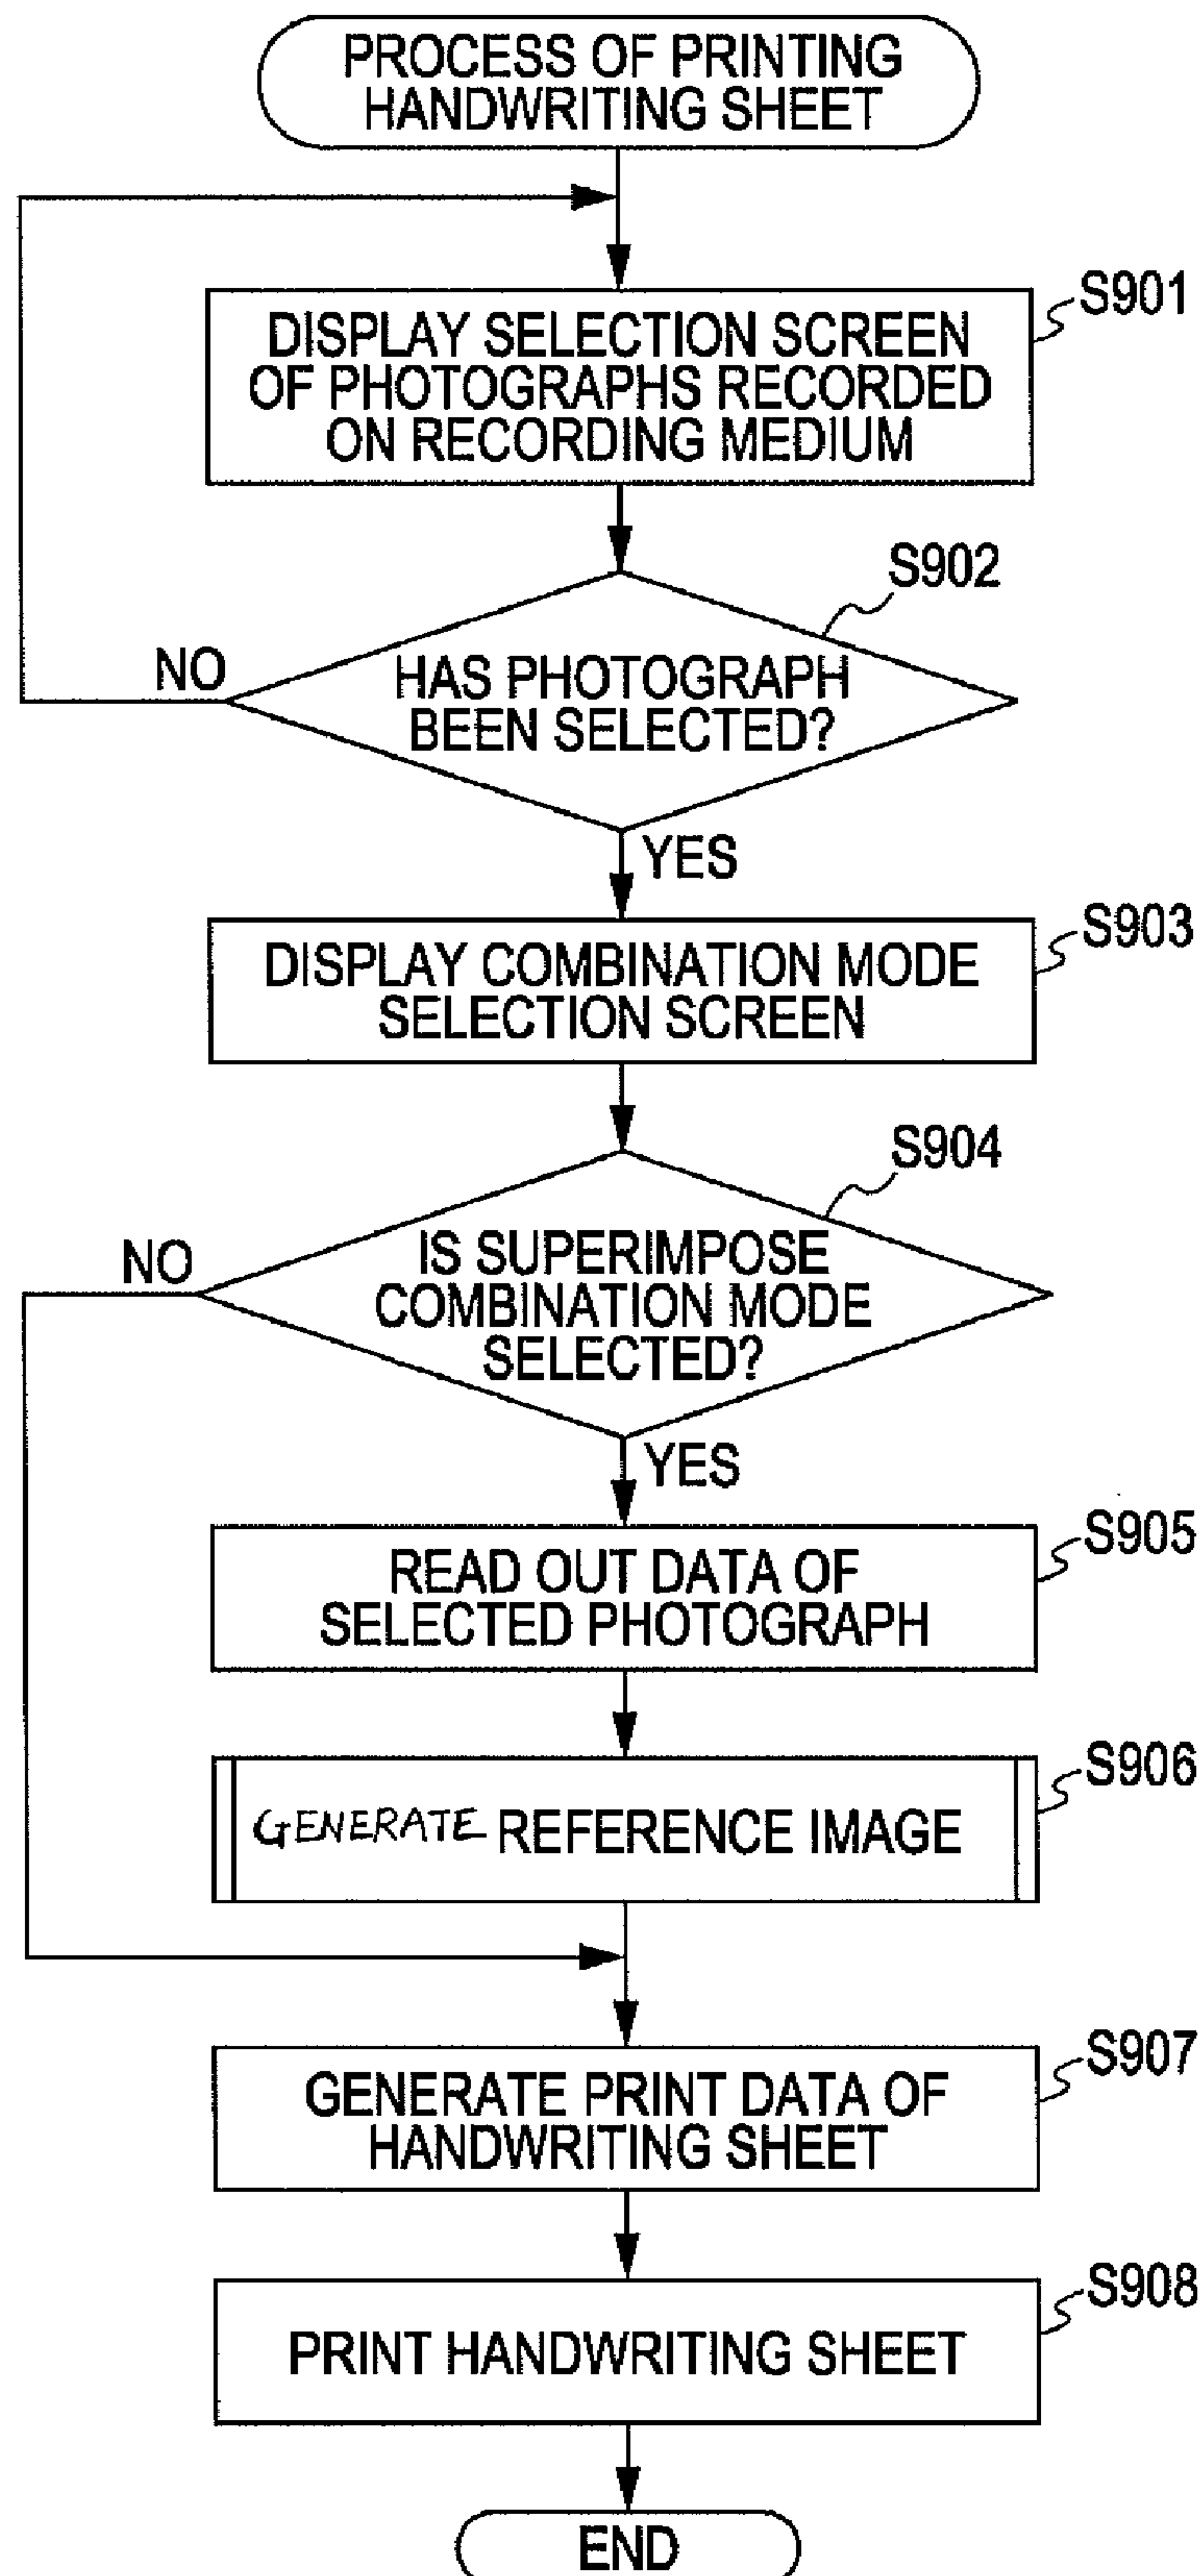 PROCESS OF PRINTING
HANDWRITING SHEET
S901
DISPLAY SELECTION SCREEN
OF PHOTOGRAPHS RECORDED
ON RECORDING MEDIUM
S902
NO
HAS PHOTOGRAPH
BEEN SELECTED?
YES
S903
DISPLAY COMBINATION MODE
SELECTION SCREEN
S904
NO
IS SUPERIMPOSE
COMBINATION MODE
SELECTED?
YES
S905
READ OUT DATA OF
SELECTED PHOTOGRAPH
S906
GENERATE REFERENCE IMAGE
S907
GENERATE PRINT DATA OF
HANDWRITING SHEET
S908
PRINT HANDWRITING SHEET
END